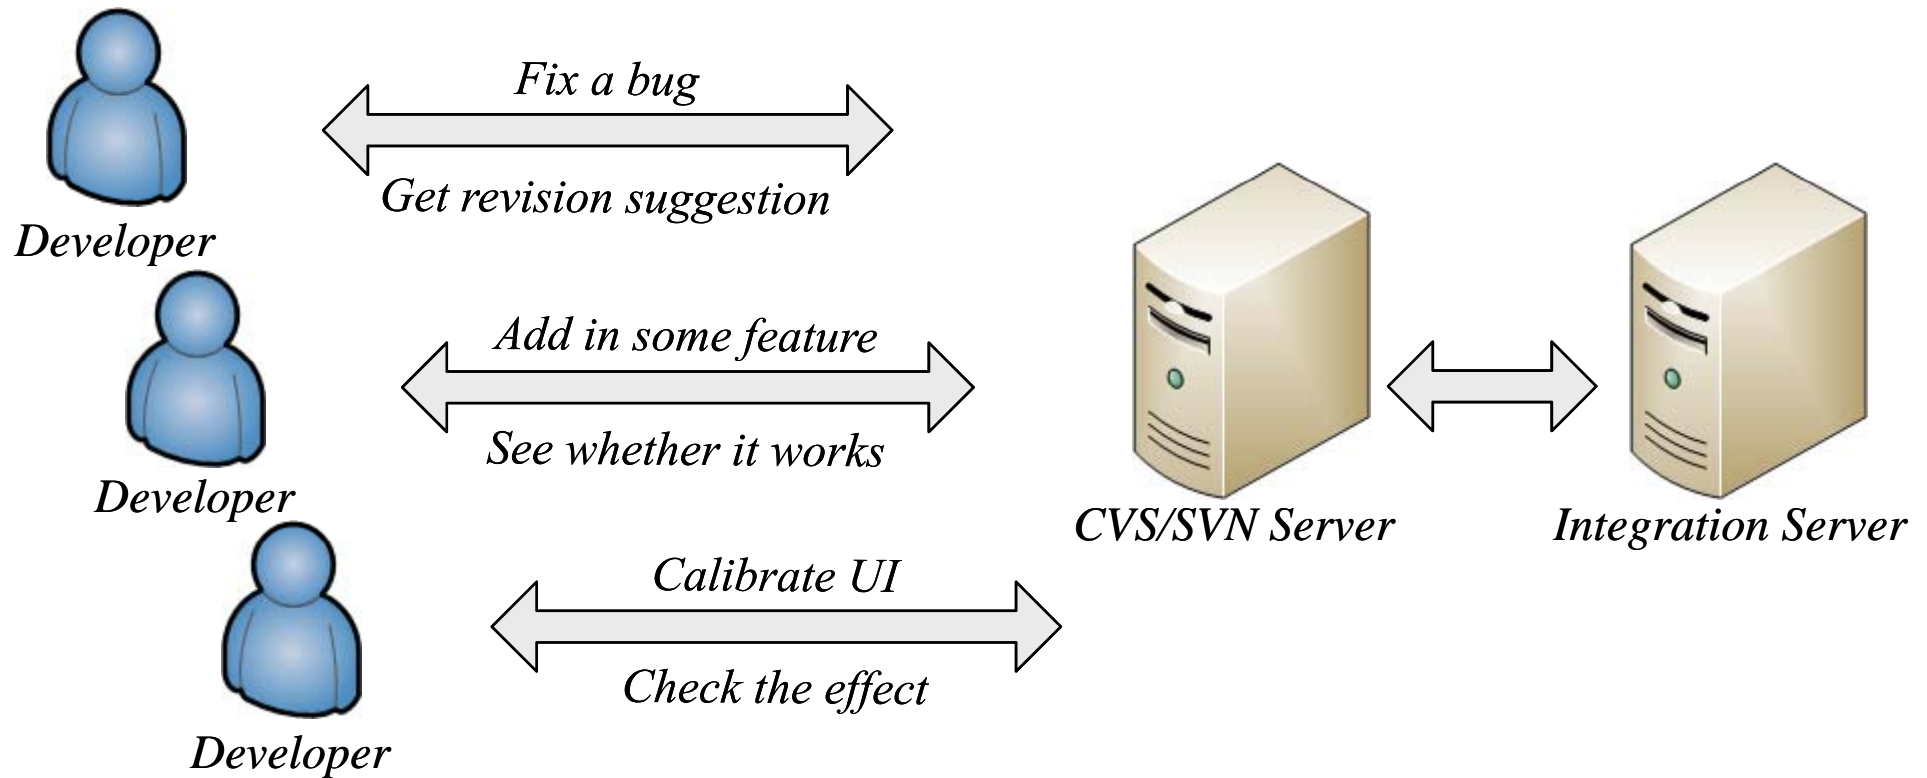 Fix a bug
Get revision suggestion
Developer
Add in some feature
See whether it works
Developer
CVS/SVN Server
Integration Server
Calibrate UI
Check the effect
Developer